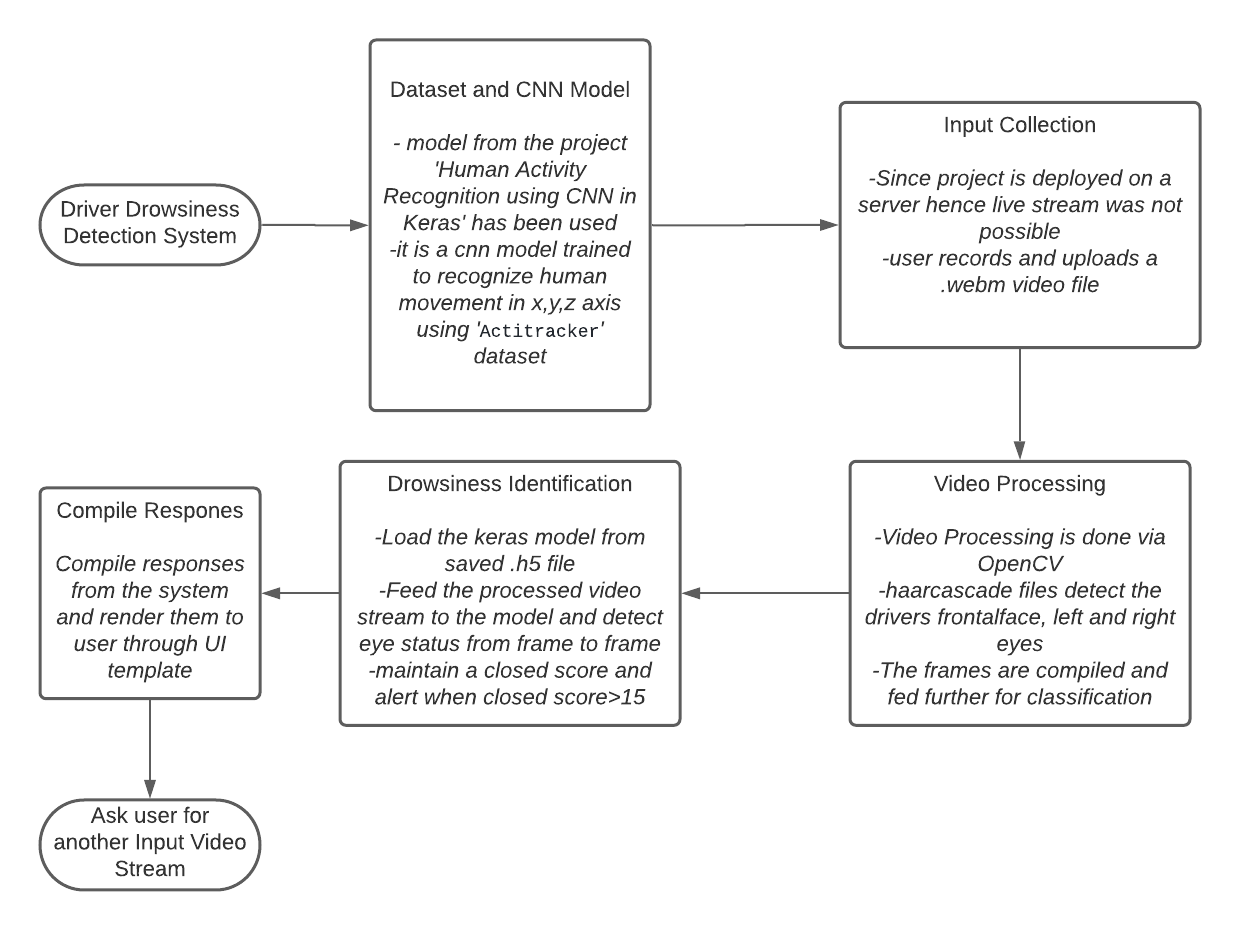 Driver Drowsiness
Detection System
Dataset and CNN Model
- model from the project
'Human Activity
Recognition using CNN in
Keras' has been used
-it is a cnn model trained
to recognize human
movement in x,y,z axis
using 'Actitracker'
dataset
Input Collection
-Since project is deployed on a
server hence live stream was not
possible
-user records and uploads a
.webm video file
Video Processing
-Video Processing is done via
OpenCV
-haarcascade files detect the
drivers frontalface, left and right
eyes
-The frames are compiled and
fed further for classification
Drowsiness Identification
-Load the keras model from
saved .h5 file
-Feed the processed video
stream to the model and detect
eye status from frame to frame
-maintain a closed score and
alert when closed score>15
Compile Respones
Compile responses
from the system
and render them to
user through UI
template
Ask user for
another Input Video
Stream